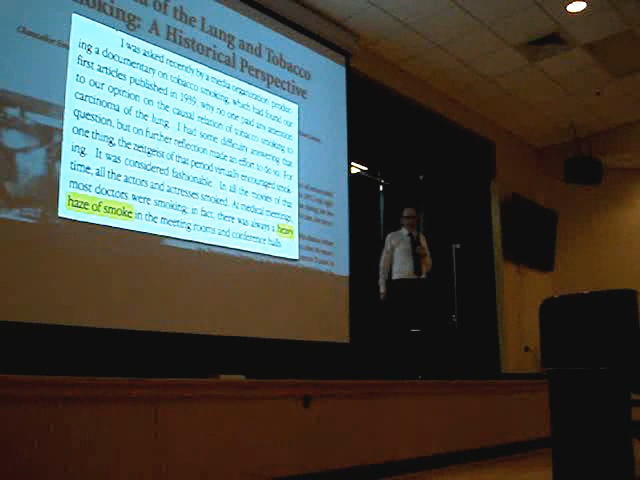 a of the Lung and Tobacco
moking: A Historical Perspective
I was asked recently by a media organization, produc-
ing a documentary on tobacco smoking, which had found our
first articles published in 1939, why no one paid any attention
to our opinion on the causal relation of tobacco smoking to
carcinoma of the lung. I had some difficulty answering that
question, but on further reflection made an effort to do so. For
one thing, the zeitgeist of that period virtually encouraged smok-
ing. It was considered fashionable. In all the movies of that
time, all the actors and actresses smoked. At medical meetings,
most doctors were smoking; in fact, there was always a heavy
haze of smoke in the meeting rooms and conference halls.